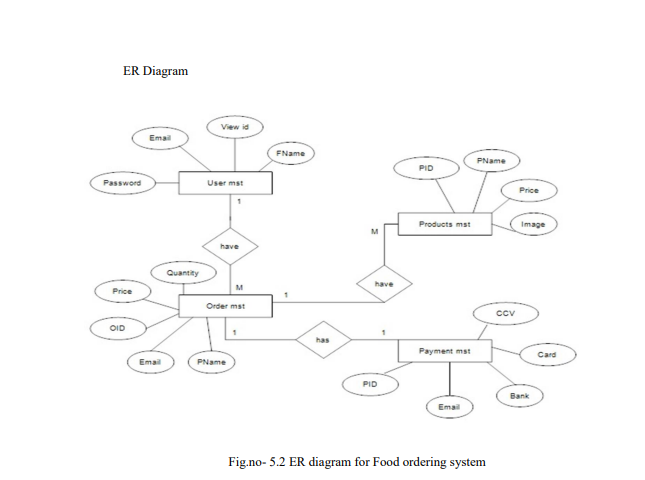 ER Diagram
View id
Email
FName
Password
User mst
1
have
M
PID
PName
Price
Image
Products mst
M
have
1
Quantity
Price
OID
Order mst
Email
PName
1
has
1
CCV
Payment mst
Card
PID
Email
Bank
Fig.no- 5.2 ER diagram for Food ordering system